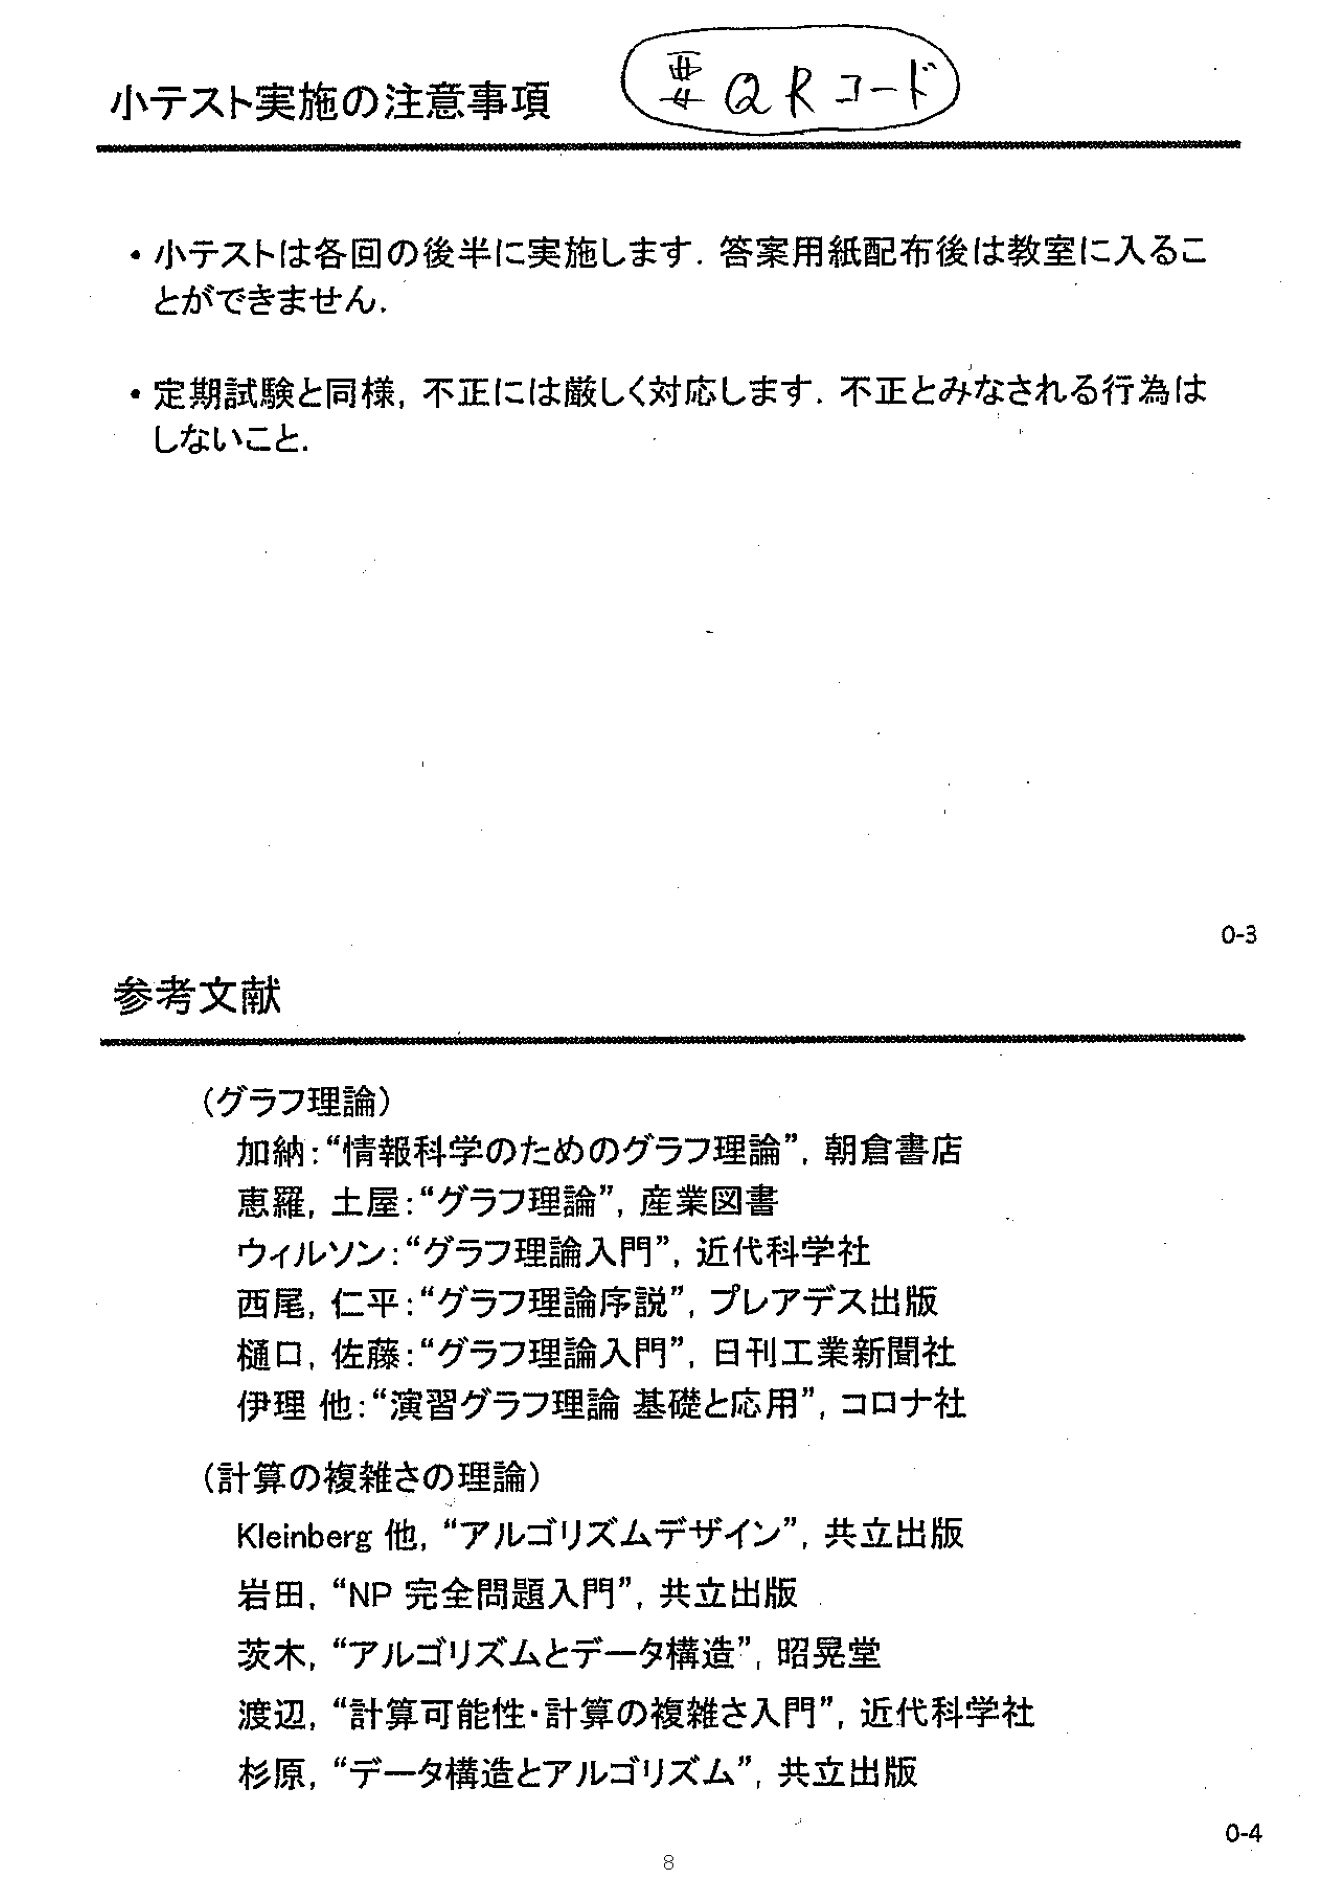 小テスト実施の注意事項
要QRコード
・小テストは各回の後半に実施します．答案用紙配布後は教室に入るこ
とができません．
・定期試験と同様，不正には厳しく対応します．不正とみなされる行為は
しないこと．
0-3
参考文献
（グラフ理論）
加納：“情報科学のためのグラフ理論”，朝倉書店
恵羅，土屋：“グラフ理論”，産業図書
ウィルソン：“グラフ理論入門”，近代科学社
西尾，仁平：“グラフ理論序説”，プレアデス出版
樋口，佐藤：“グラフ理論入門”，日刊工業新聞社
伊理 他：“演習グラフ理論 基礎と応用”，コロナ社
（計算の複雑さの理論）
Kleinberg 他，“アルゴリズムデザイン”，共立出版
岩田，“NP 完全問題入門”，共立出版
茨木，“アルゴリズムとデータ構造”，昭晃堂
渡辺，“計算可能性・計算の複雑さ入門”，近代科学社
杉原，“データ構造とアルゴリズム”，共立出版
0-4
8